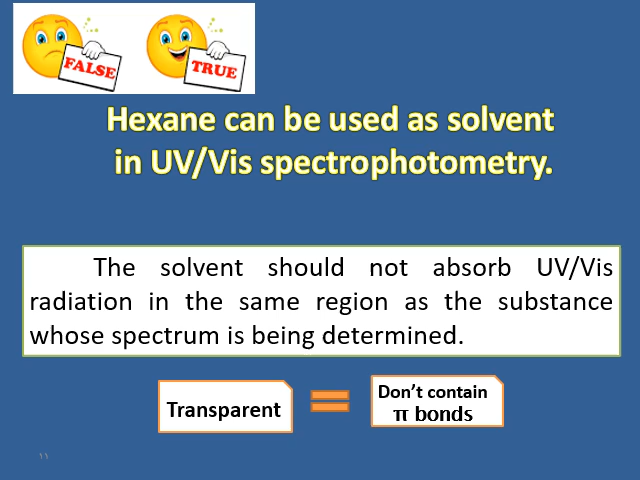 FALSE
TRUE
Hexane can be used as solvent
in UV/Vis spectrophotometry.
The solvent should not absorb UV/Vis
radiation in the same region as the substance
whose spectrum is being determined.
Transparent
=
Don’t contain
π bonds
١١